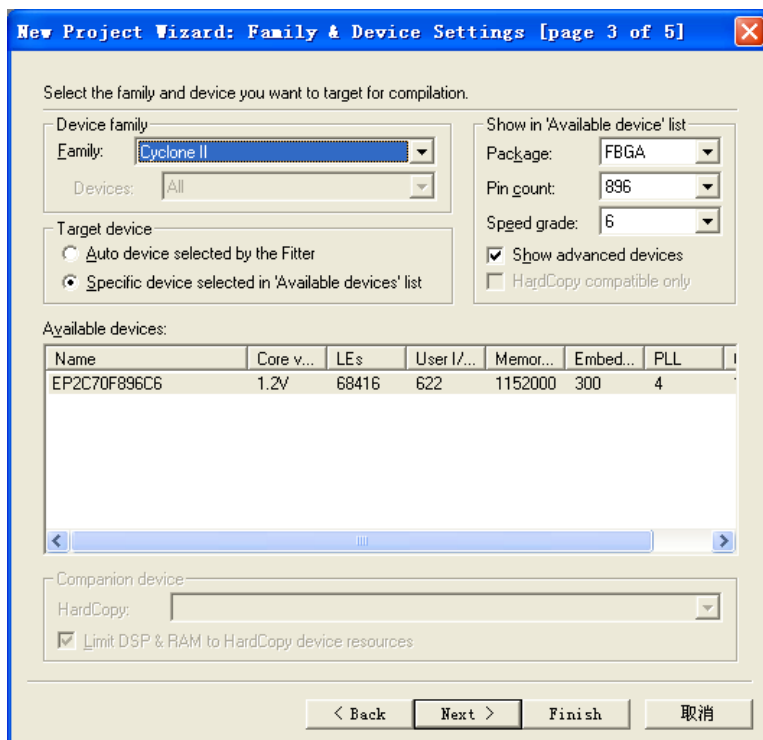 New Project Wizard: Family & Device Settings [page 3 of 5]
Select the family and device you want to target for compilation.
Device family
Family: Cyclone II
Devices: All
Target device
Auto device selected by the Fitter
Specific device selected in 'Available devices' list
Show in 'Available device' list
Package: FBGA
Pin count: 896
Speed grade: 6
Show advanced devices
HardCopy compatible only
Available devices:
Name Core v... LEs User I/... Memor... Embed... PLL
EP2C70F896C6 1.2V 68416 622 1152000 300 4
Companion device
HardCopy:
Limit DSP & RAM to HardCopy device resources
< Back Next > Finish 取消